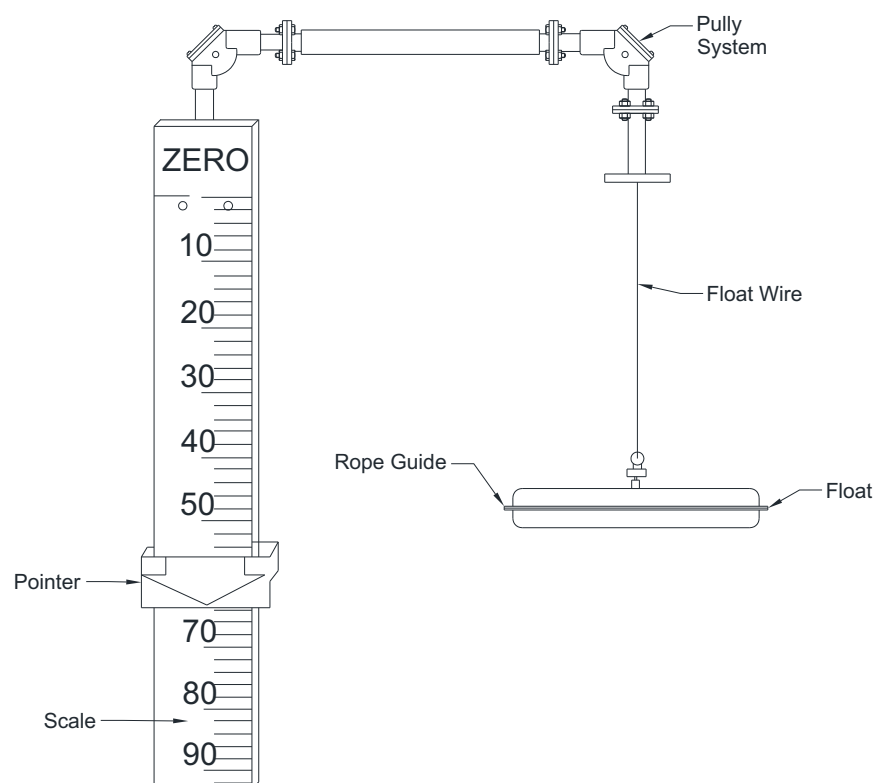 Pully
System
ZERO
10
20
Float Wire
30
40
Rope Guide
50
Float
Pointer
70
80
Scale
90